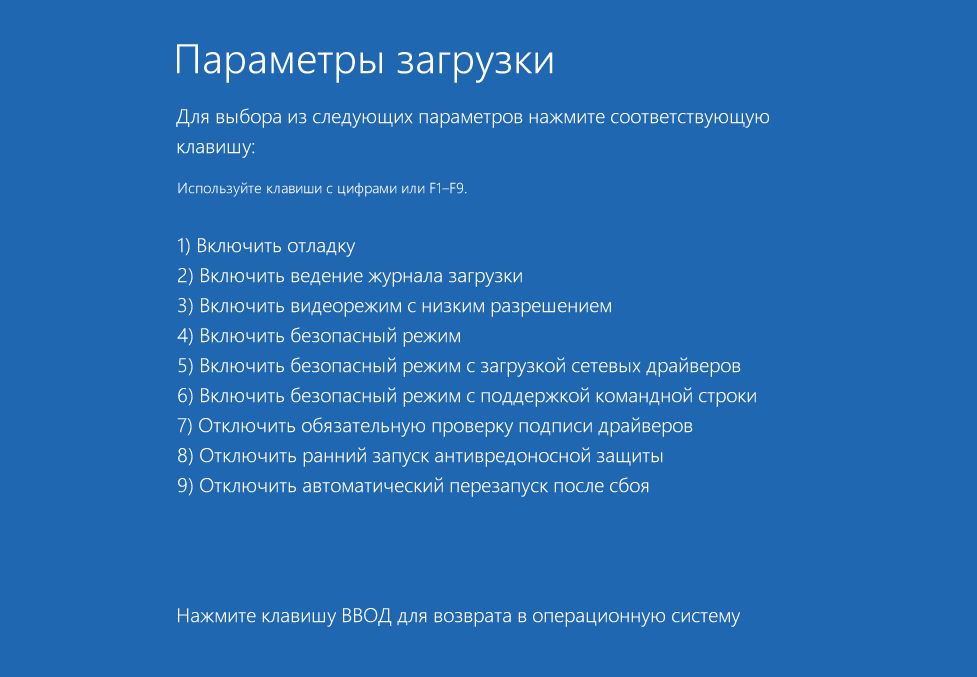 Параметры загрузки
Для выбора из следующих параметров нажмите соответствующую
клавишу:
Используйте клавиши с цифрами или F1–F9.
1) Включить отладку
2) Включить ведение журнала загрузки
3) Включить видеорежим с низким разрешением
4) Включить безопасный режим
5) Включить безопасный режим с загрузкой сетевых драйверов
6) Включить безопасный режим с поддержкой командной строки
7) Отключить обязательную проверку подписи драйверов
8) Отключить ранний запуск антивредоносной защиты
9) Отключить автоматический перезапуск после сбоя
Нажмите клавишу ВВОД для возврата в операционную систему